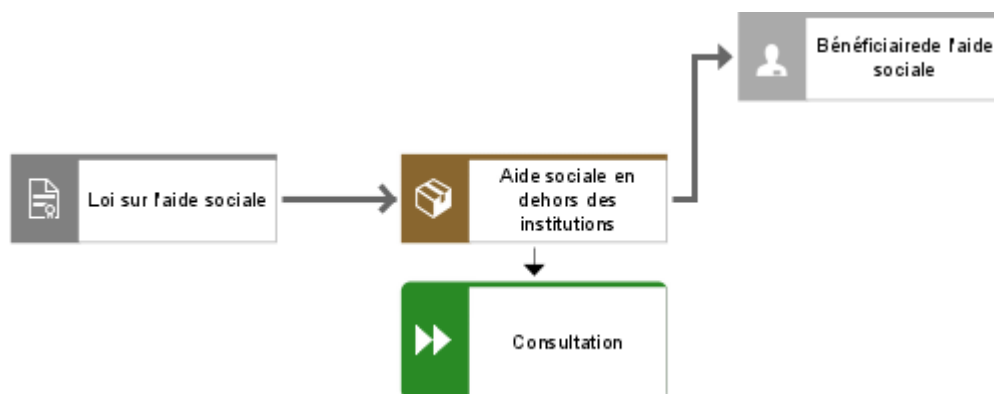 Bénéficiairede l'aide
sociale
Loi sur l'aide sociale
Aide sociale en
dehors des
institutions
Consultation